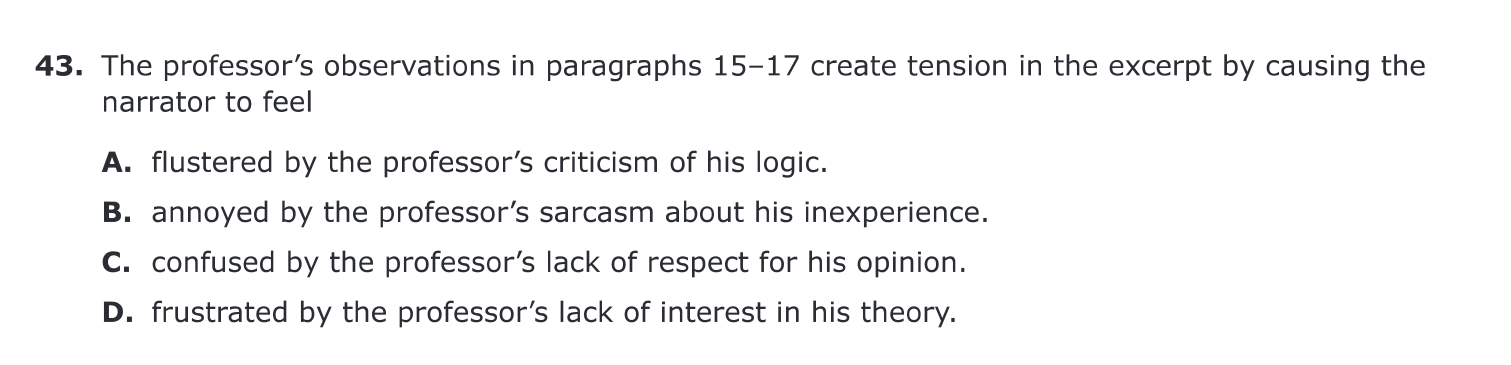 43. The professor’s observations in paragraphs 15–17 create tension in the excerpt by causing the
narrator to feel
A. flustered by the professor’s criticism of his logic.
B. annoyed by the professor’s sarcasm about his inexperience.
C. confused by the professor’s lack of respect for his opinion.
D. frustrated by the professor’s lack of interest in his theory.